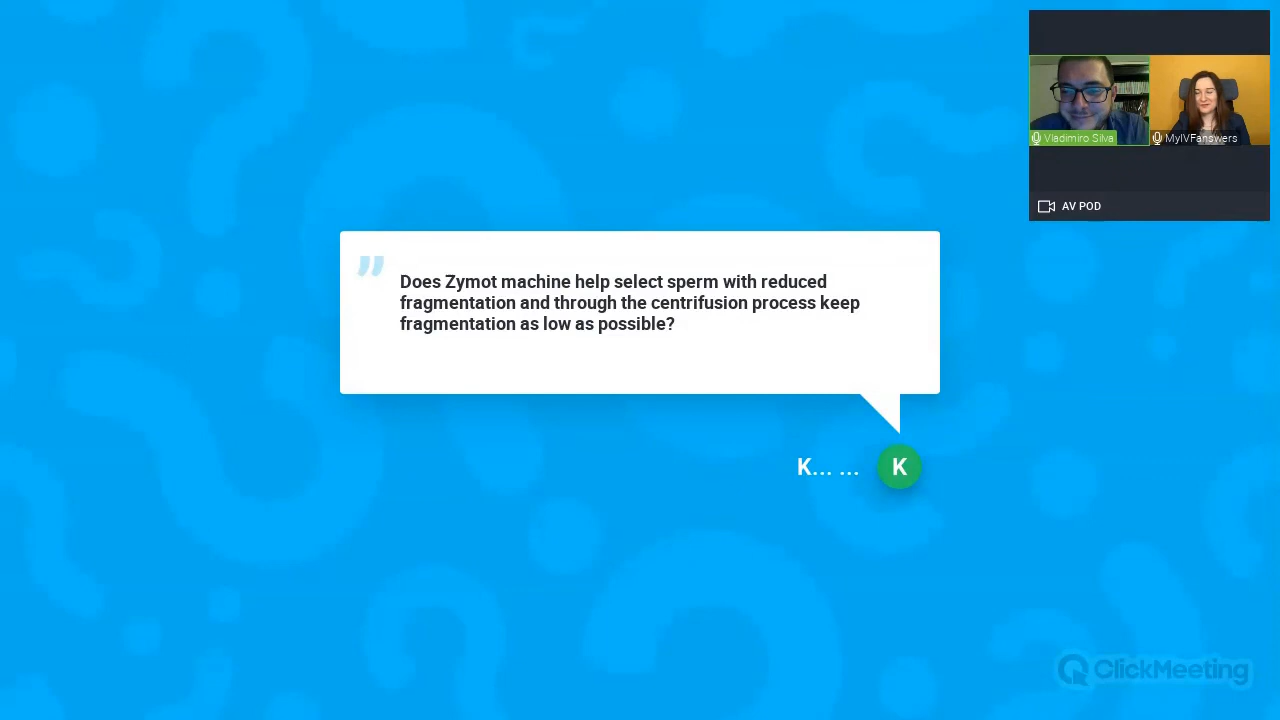 Vladimiro Silva
MyIVFanswers
AV POD
Does Zymot machine help select sperm with reduced
fragmentation and through the centrifusion process keep
fragmentation as low as possible?
K... ...
K
ClickMeeting